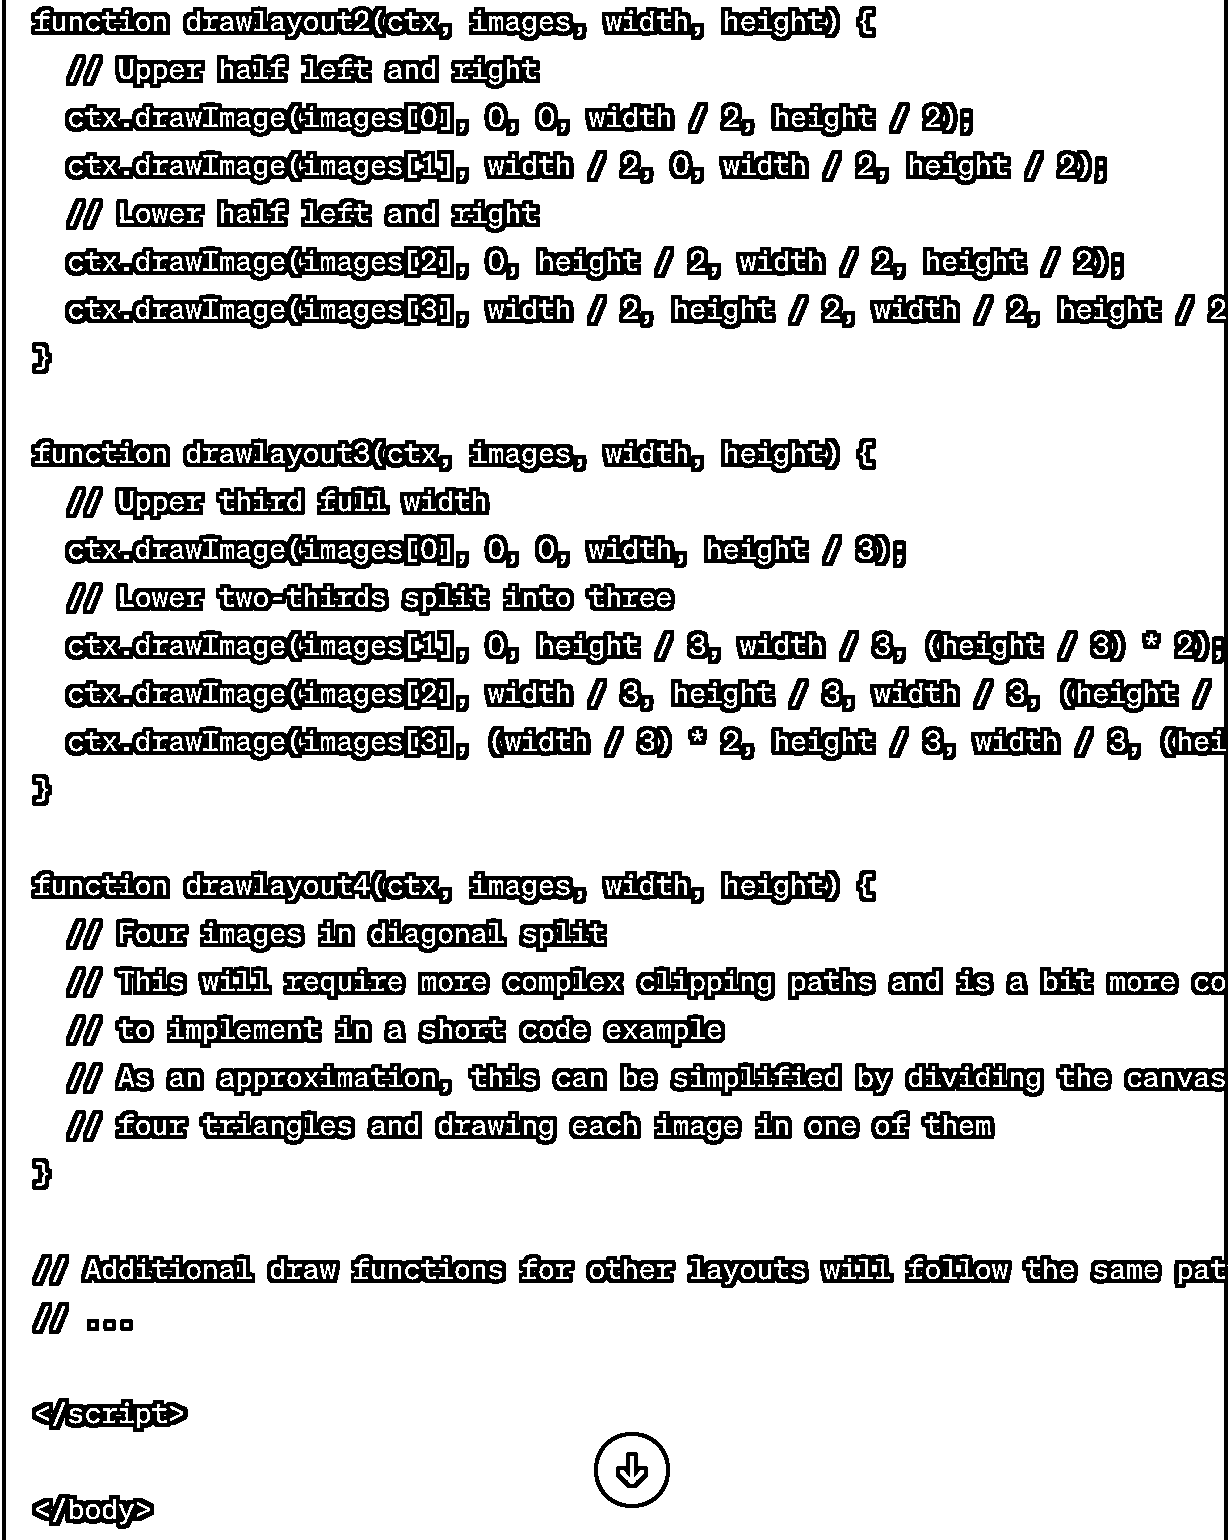 function drawlayout2(ctx, images, width, height) {
  // Upper half left and right
  ctx.drawImage(images[0], 0, 0, width / 2, height / 2);
  ctx.drawImage(images[1], width / 2, 0, width / 2, height / 2);
  // Lower half left and right
  ctx.drawImage(images[2], 0, height / 2, width / 2, height / 2);
  ctx.drawImage(images[3], width / 2, height / 2, width / 2, height / 2
}

function drawlayout3(ctx, images, width, height) {
  // Upper third full width
  ctx.drawImage(images[0], 0, 0, width, height / 3);
  // Lower two-thirds split into three
  ctx.drawImage(images[1], 0, height / 3, width / 3, (height / 3) * 2);
  ctx.drawImage(images[2], width / 3, height / 3, width / 3, (height /
  ctx.drawImage(images[3], (width / 3) * 2, height / 3, width / 3, (hei
}

function drawlayout4(ctx, images, width, height) {
  // Four images in diagonal split
  // This will require more complex clipping paths and is a bit more co
  // to implement in a short code example
  // As an approximation, this can be simplified by dividing the canvas
  // four triangles and drawing each image in one of them
}

// Additional draw functions for other layouts will follow the same pat
// ...

</script>

</body>